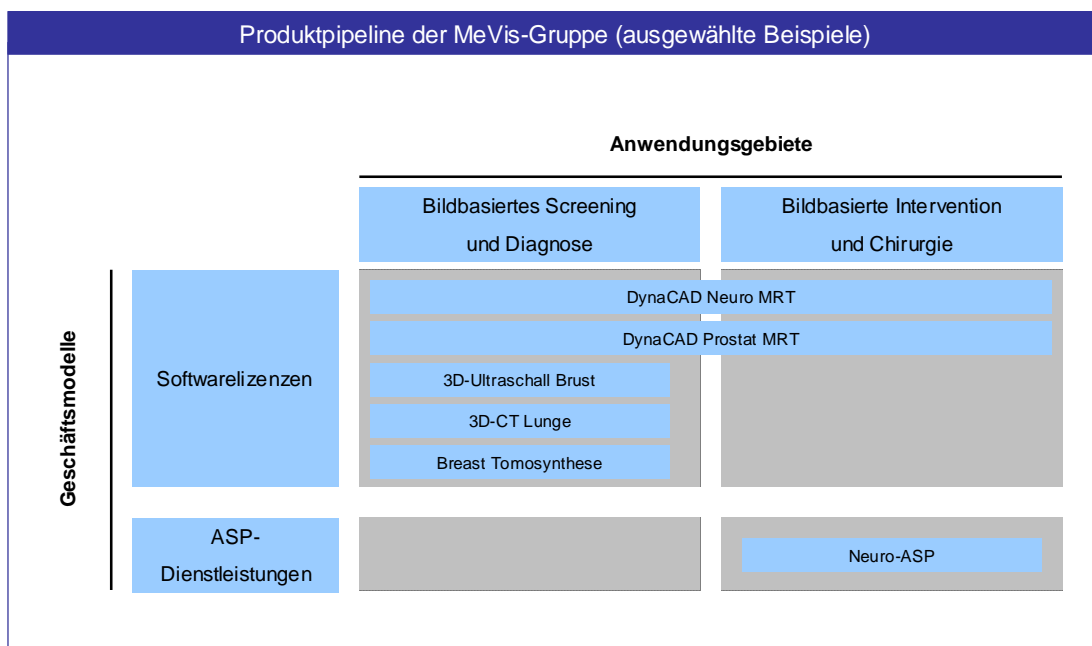 Produktpipeline der MeVis-Gruppe (ausgewählte Beispiele)
Anwendungsgebiete
Bildbasiertes Screening
und Diagnose
Bildbasierte Intervention
und Chirurgie
Geschäftsmodelle
Softwarelizenzen
DynaCAD Neuro MRT
DynaCAD Prostat MRT
3D-Ultraschall Brust
3D-CT Lunge
Breast Tomosynthese
ASP-
Dienstleistungen
Neuro-ASP